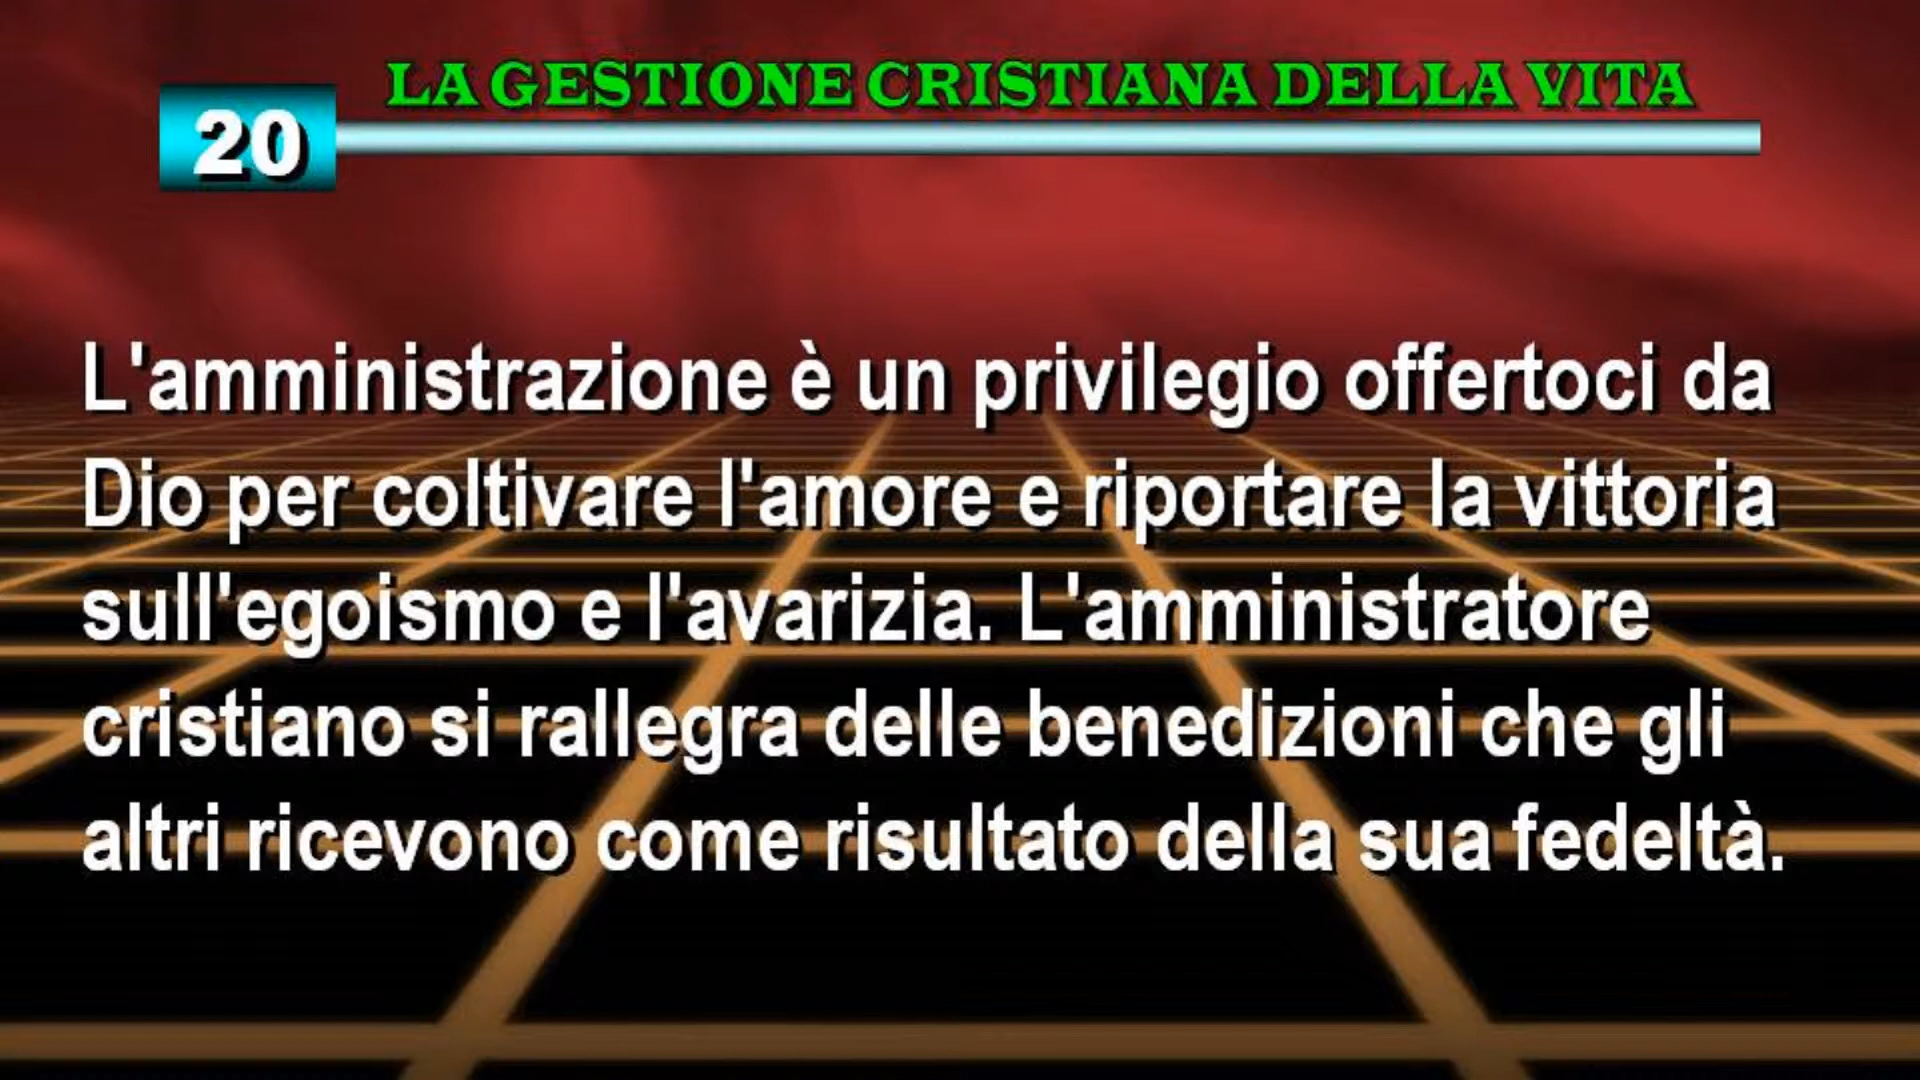 LA GESTIONE CRISTIANA DELLA VITA
20
L'amministrazione è un privilegio offertoci da
Dio per coltivare l'amore e riportare la vittoria
sull'egoismo e l'avarizia. L'amministratore
cristiano si rallegra delle benedizioni che gli
altri ricevono come risultato della sua fedeltà.